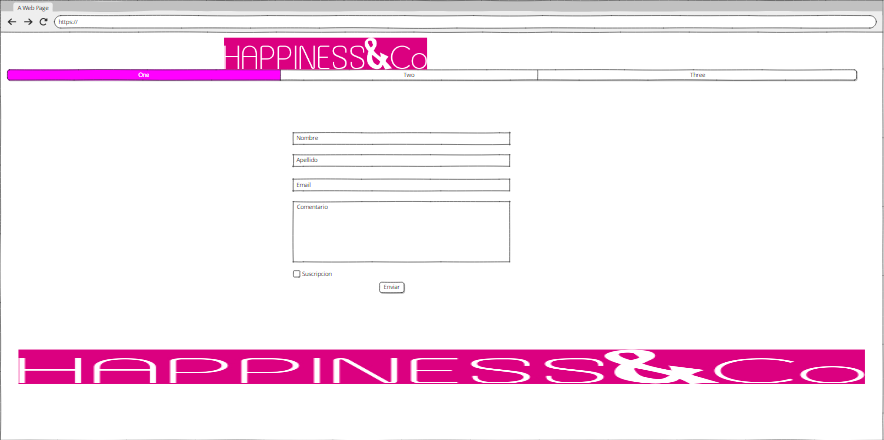 A Web Page
https://
HAPPINESS&Co
One Two Three
Nombre
Apellido
Email
Comentario
Suscripcion
Enviar
HAPPINESS&Co